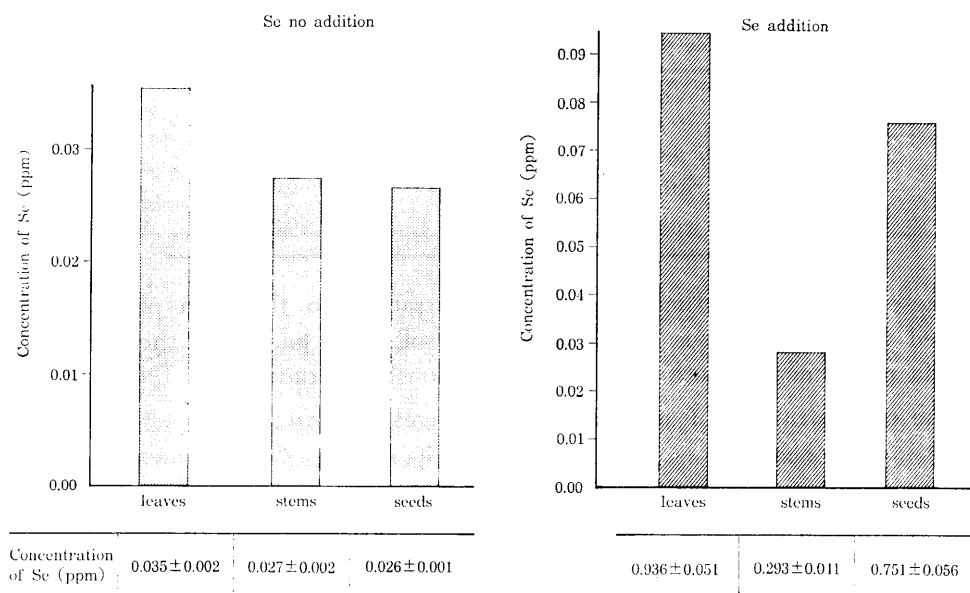 Se no addition
Concentration of Se (ppm)
0.03
0.02
0.01
0.00
leaves stems seeds
Concentration of Se (ppm) 0.035±0.002 0.027±0.002 0.026±0.001
Se addition
Concentration of Se (ppm)
0.09
0.08
0.07
0.06
0.05
0.04
0.03
0.02
0.01
0.00
leaves stems seeds
0.936±0.051 0.293±0.011 0.751±0.056